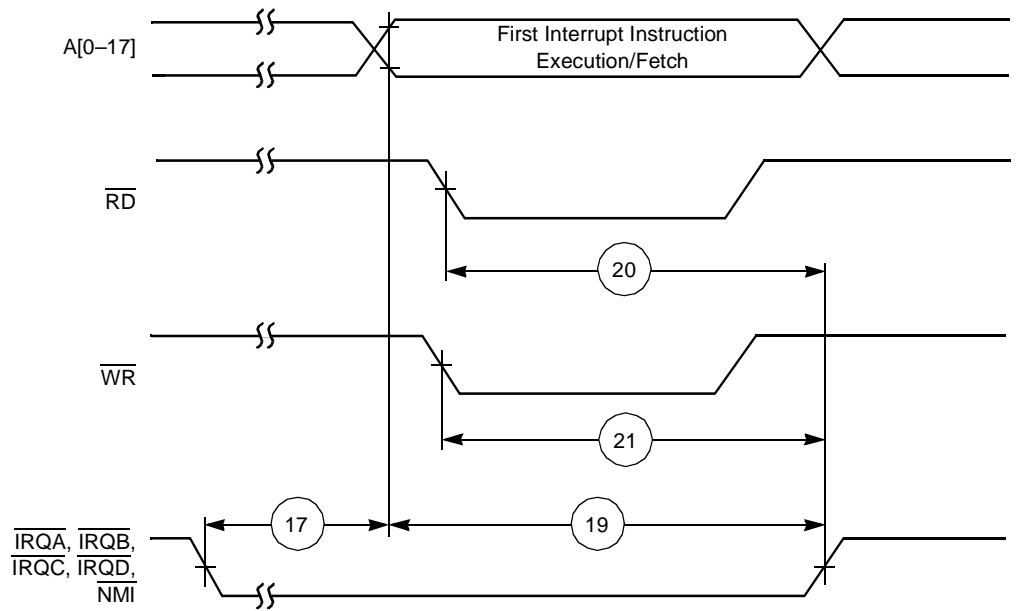 A[0–17]
First Interrupt Instruction
Execution/Fetch
RD
20
WR
21
17
19
IRQA, IRQB,
IRQC, IRQD,
NMI